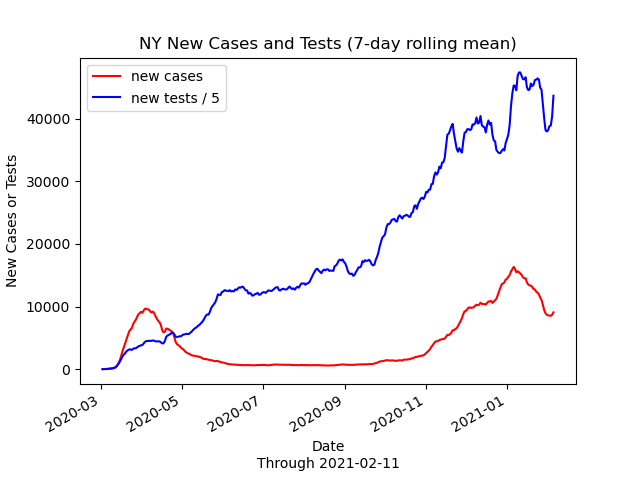 NY New Cases and Tests (7-day rolling mean)
new cases
new tests / 5
New Cases or Tests
40000
30000
20000
10000
0
2020-03
2020-05
2020-07
2020-09
2020-11
2021-01
Date
Through 2021-02-11